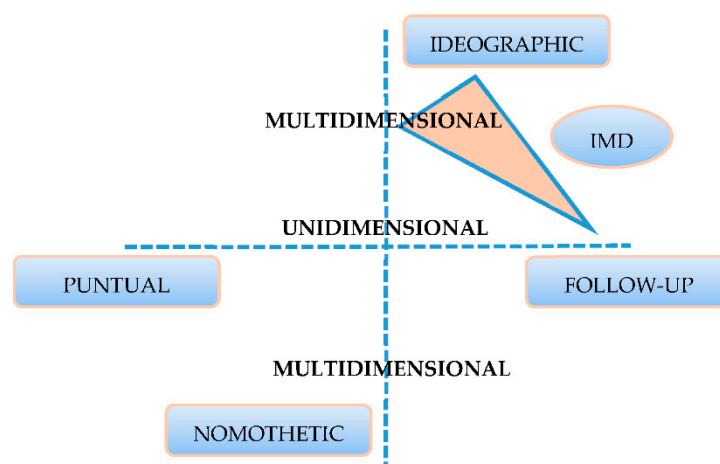 IDEOGRAPHIC
MULTIDIMENSIONAL
IMD
UNIDIMENSIONAL
PUNTUAL
FOLLOW-UP
MULTIDIMENSIONAL
NOMOTHETIC